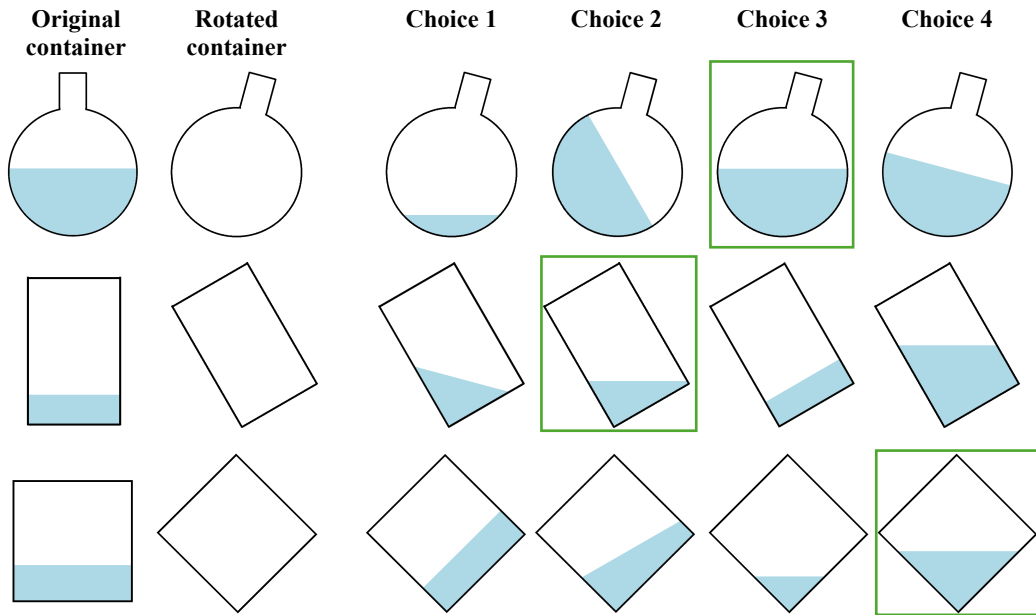 Original container
Rotated container
Choice 1
Choice 2
Choice 3
Choice 4